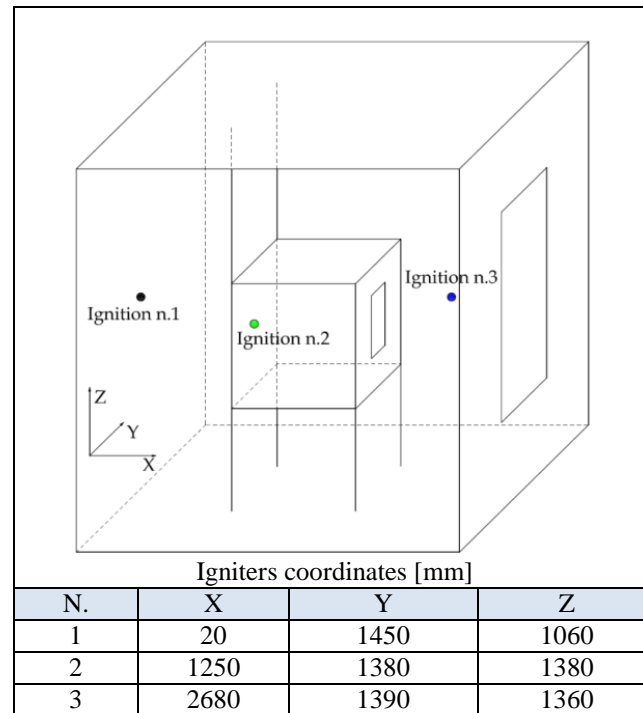 Ignition n.3
Ignition n.1
Ignition n.2
Z
Y
X
Igniters coordinates [mm]
N. X Y Z
1 20 1450 1060
2 1250 1380 1380
3 2680 1390 1360